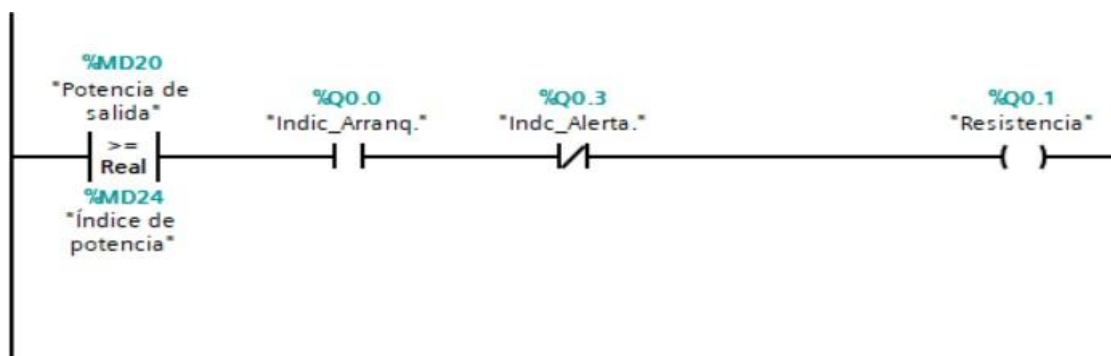 %MD20
"Potencia de
salida"
>=
Real
%MD24
"Índice de
potencia"
%Q0.0
"Indic_Arranq."
%Q0.3
"Indc_Alerta."
%Q0.1
"Resistencia"